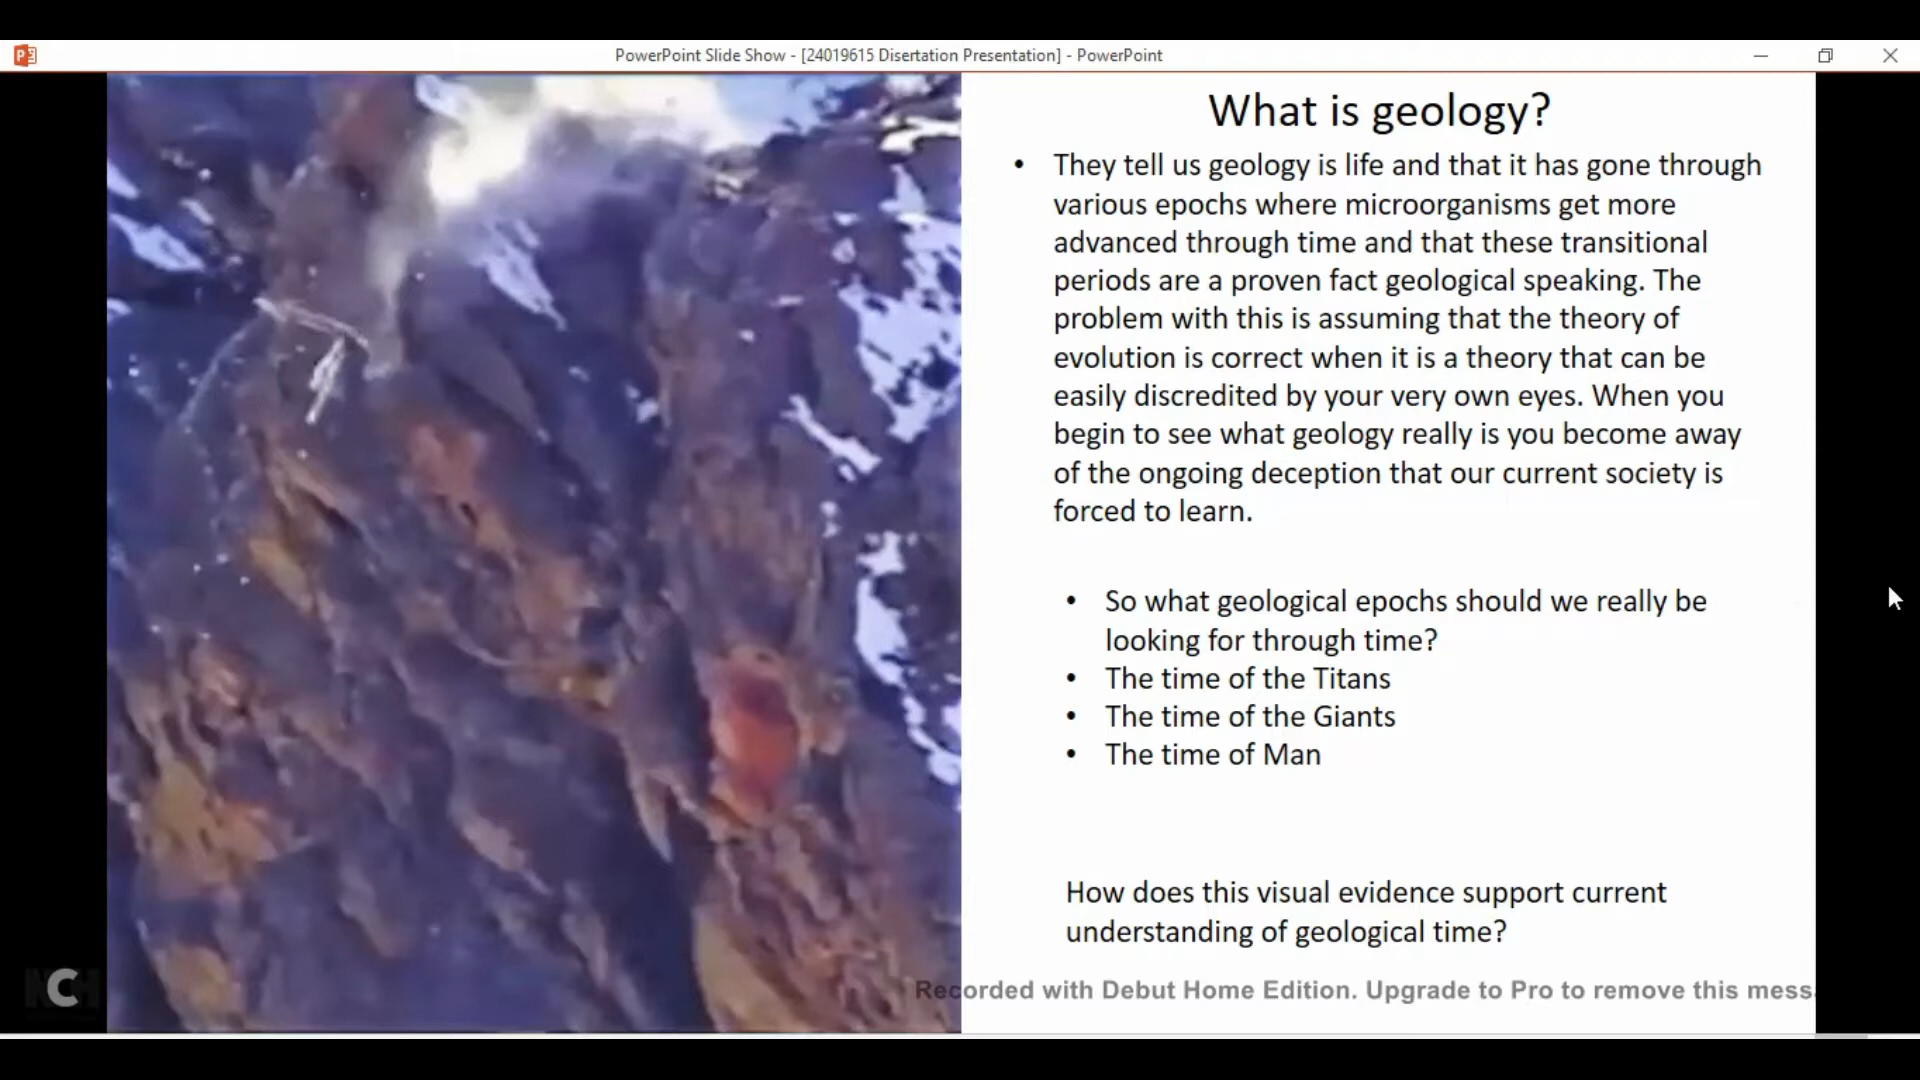 PowerPoint Slide Show - [24019615 Disertation Presentation] - PowerPoint
What is geology?
• They tell us geology is life and that it has gone through
various epochs where microorganisms get more
advanced through time and that these transitional
periods are a proven fact geological speaking. The
problem with this is assuming that the theory of
evolution is correct when it is a theory that can be
easily discredited by your very own eyes. When you
begin to see what geology really is you become away
of the ongoing deception that our current society is
forced to learn.
• So what geological epochs should we really be
looking for through time?
• The time of the Titans
• The time of the Giants
• The time of Man
How does this visual evidence support current
understanding of geological time?
Recorded with Debut Home Edition. Upgrade to Pro to remove this mess
NCH